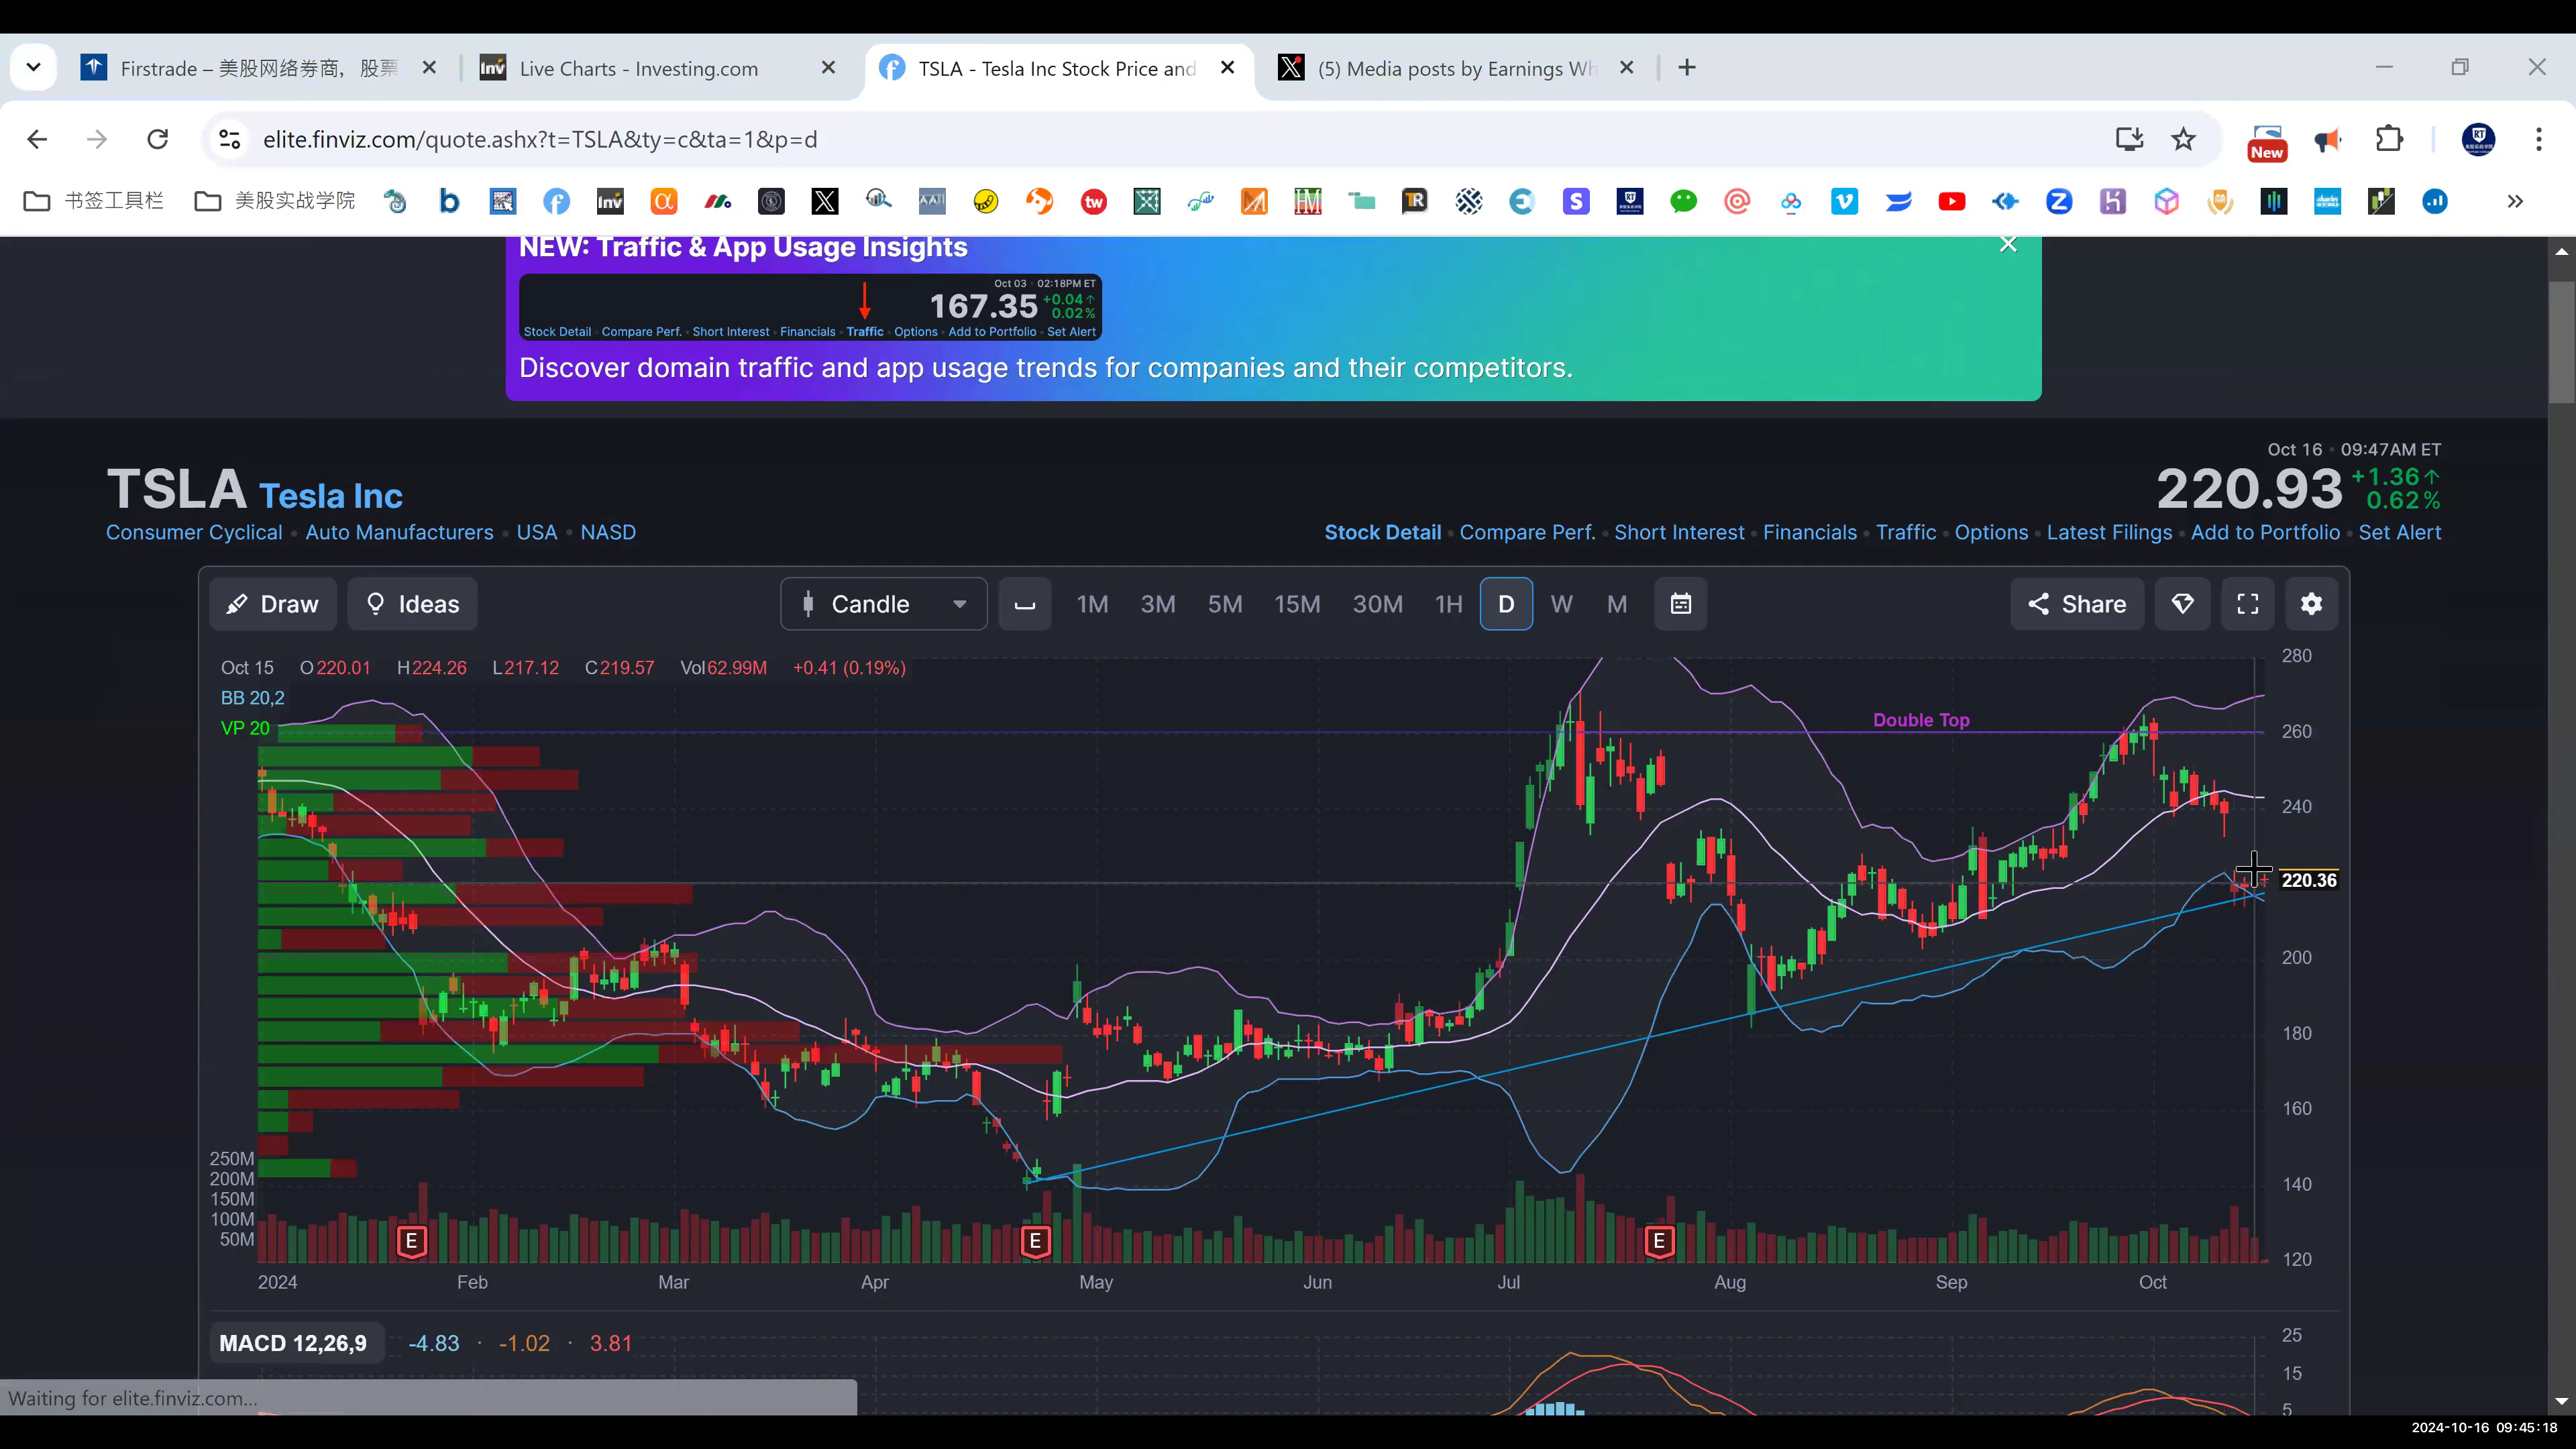 Firstrade – 美股网络券商，股票
Live Charts - Investing.com
TSLA - Tesla Inc Stock Price and
(5) Media posts by Earnings Wh
elite.finviz.com/quote.ashx?t=TSLA&ty=c&ta=1&p=d
New
书签工具栏
美股实战学院
NEW: Traffic & App Usage Insights
Oct 03 · 02:18PM ET
167.35 +0.04↑
0.02%
Stock Detail · Compare Perf. · Short Interest · Financials · Traffic · Options · Add to Portfolio · Set Alert
Discover domain traffic and app usage trends for companies and their competitors.
Oct 16 · 09:47AM ET
TSLA Tesla Inc
220.93 +1.36↑
0.62%
Consumer Cyclical · Auto Manufacturers · USA · NASD
Stock Detail · Compare Perf. · Short Interest · Financials · Traffic · Options · Latest Filings · Add to Portfolio · Set Alert
Draw Ideas Candle 1M 3M 5M 15M 30M 1H D W M Share
Oct 15 O220.01 H224.26 L217.12 C219.57 Vol62.99M +0.41 (0.19%)
BB 20,2
VP 20
Double Top
280
260
240
220.36
200
180
160
140
120
250M
200M
150M
100M
50M
E E E
2024 Feb Mar Apr May Jun Jul Aug Sep Oct
MACD 12,26,9 -4.83 · -1.02 · 3.81
25
15
5
Waiting for elite.finviz.com...
2024-10-16 09:45:18